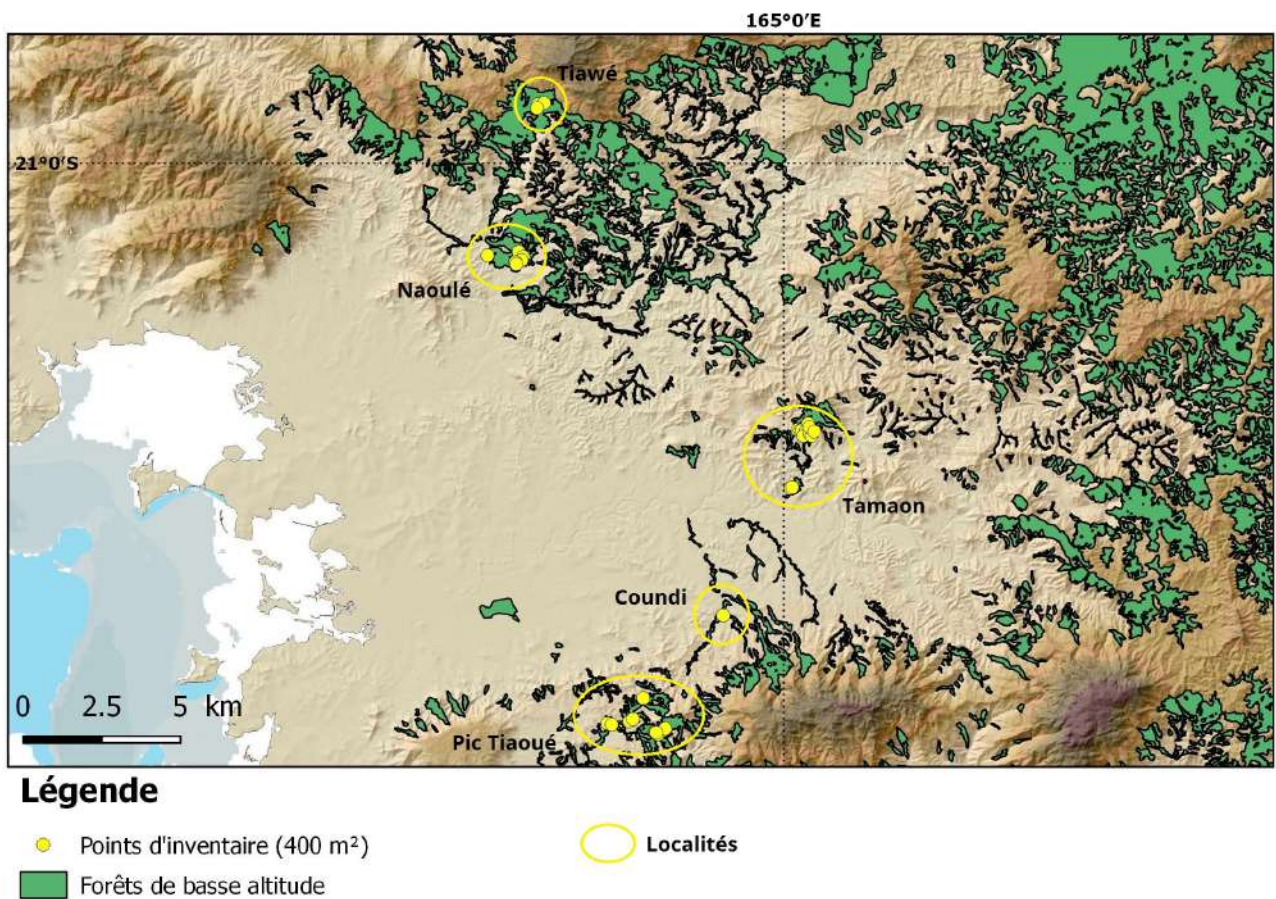 165°0′E
Tiawé
21°0′S
Naoulé
Tamaon
Coundi
0 2.5 5 km
Pic Tiaoué
Légende
Points d'inventaire (400 m²)
Localités
Forêts de basse altitude